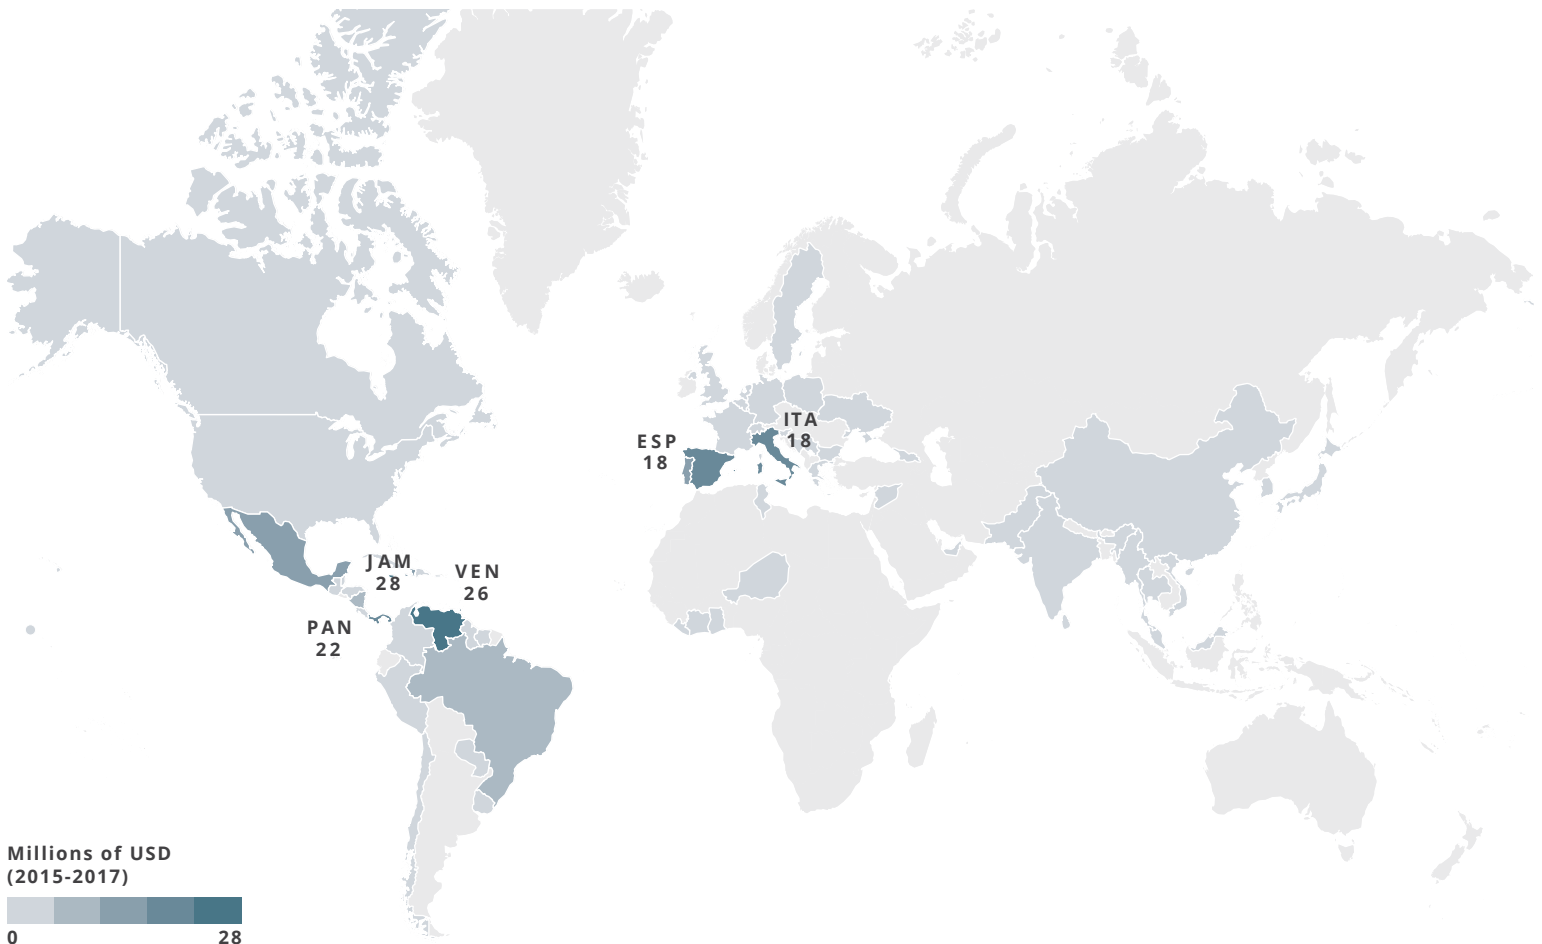 ITA
18
ESP
18
JAM
28
VEN
26
PAN
22
Millions of USD
(2015-2017)
0 28